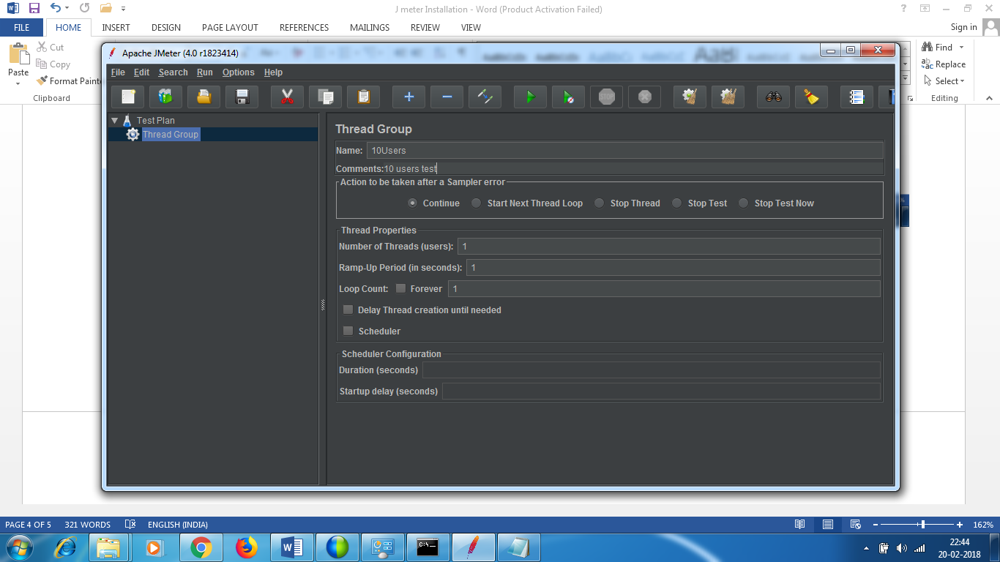 J meter Installation - Word (Product Activation Failed)
FILE HOME INSERT DESIGN PAGE LAYOUT REFERENCES MAILINGS REVIEW VIEW Sign in
Cut
Copy
Format Painte
Paste
Clipboard
Find
Replace
Select
Editing
Apache JMeter (4.0 r1823414)
File Edit Search Run Options Help
STOP
Test Plan
Thread Group
Thread Group
Name: 10Users
Comments:10 users test
Action to be taken after a Sampler error
Continue Start Next Thread Loop Stop Thread Stop Test Stop Test Now
Thread Properties
Number of Threads (users): 1
Ramp-Up Period (in seconds): 1
Loop Count: Forever 1
Delay Thread creation until needed
Scheduler
Scheduler Configuration
Duration (seconds)
Startup delay (seconds)
PAGE 4 OF 5 321 WORDS ENGLISH (INDIA) 162%
22:44
20-02-2018